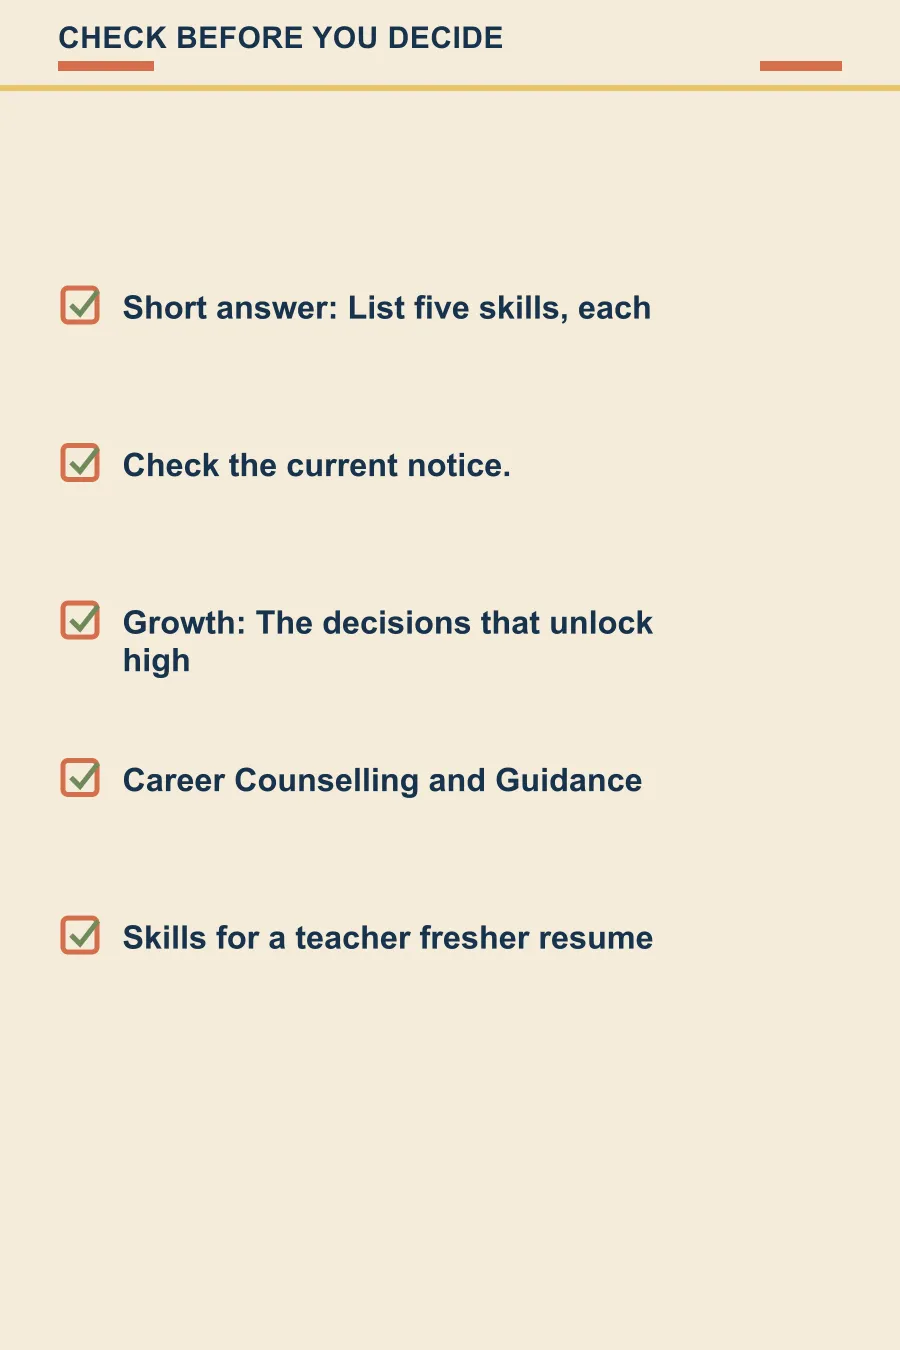 CHECK BEFORE YOU DECIDE
Short answer: List five skills, each
Check the current notice.
Growth: The decisions that unlock
high
Career Counselling and Guidance
Skills for a teacher fresher resume